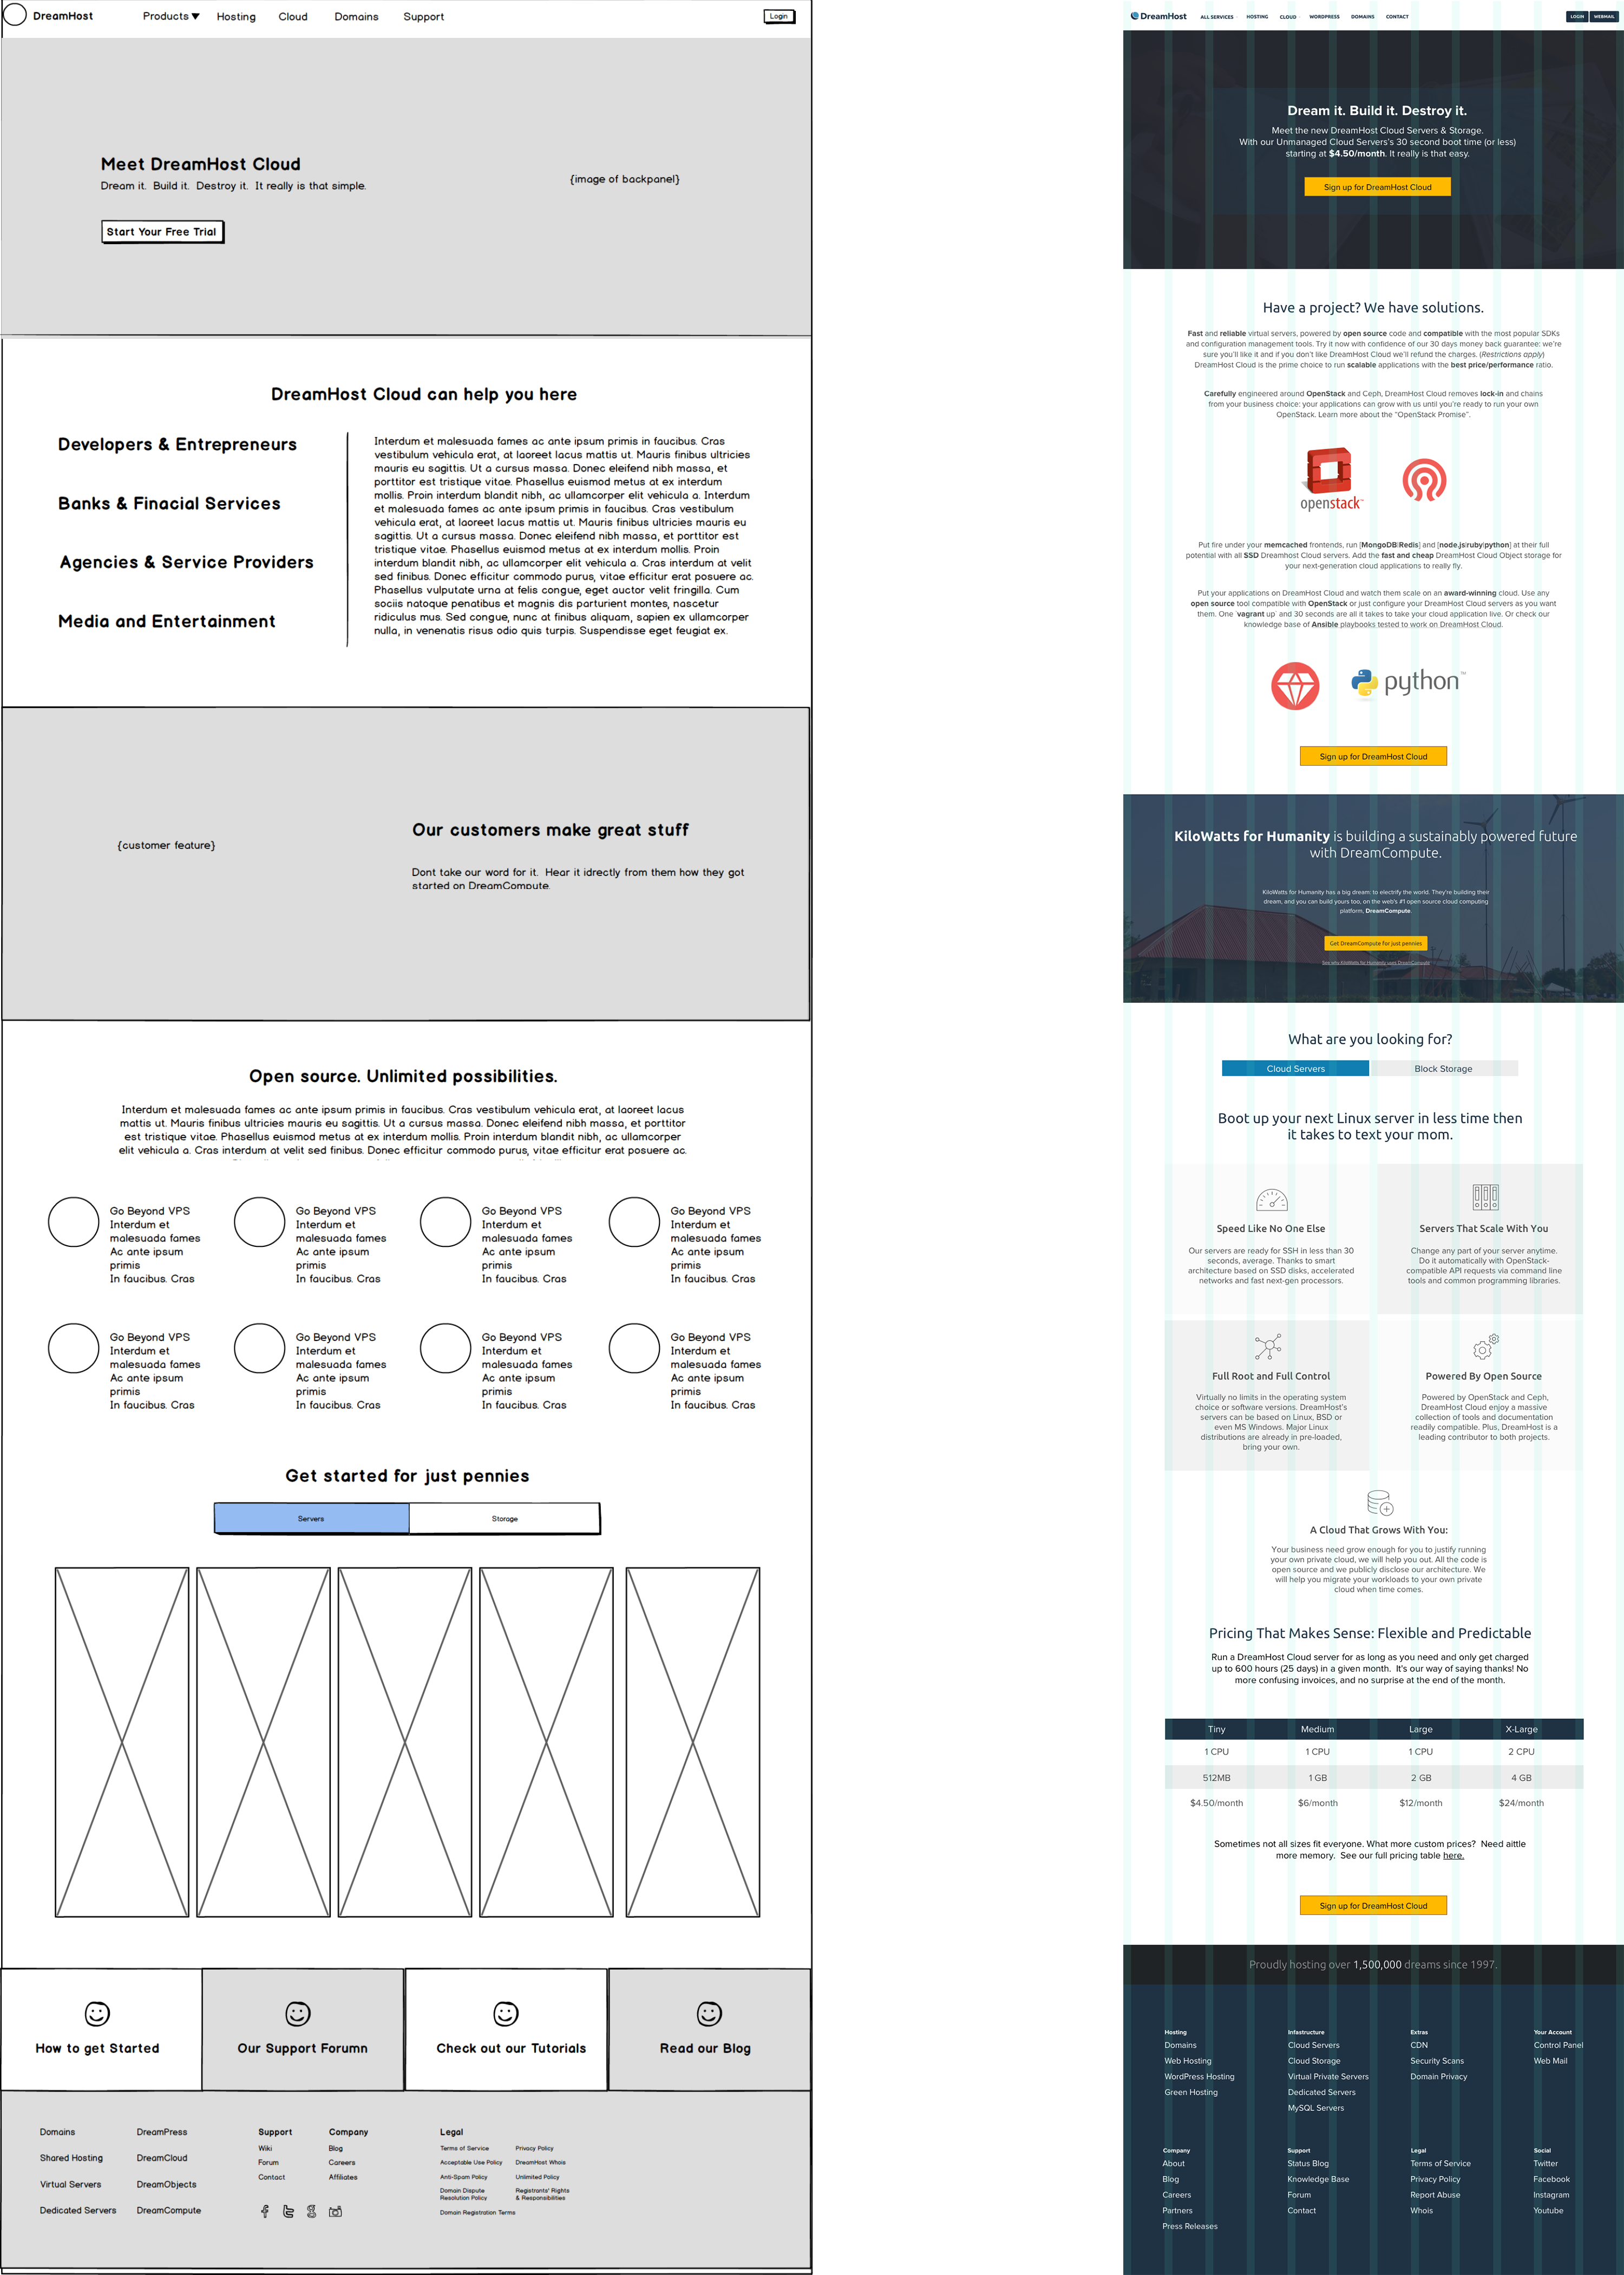 DreamHost
Products ▼
Hosting
Cloud
Domains
Support
Login
Meet DreamHost Cloud
Dream it. Build it. Destroy it. It really is that simple.
{image of backpanel}
Start Your Free Trial
DreamHost Cloud can help you here
Developers & Entrepreneurs
Banks & Finacial Services
Agencies & Service Providers
Media and Entertainment
Interdum et malesuada fames ac ante ipsum primis in faucibus. Cras
vestibulum vehicula erat, at laoreet lacus mattis ut. Mauris finibus ultricies
mauris eu sagittis. Ut a cursus massa. Donec eleifend nibh massa, et
porttitor est tristique vitae. Phasellus euismod metus at ex interdum
mollis. Proin interdum blandit nibh, ac ullamcorper elit vehicula a. Interdum
et malesuada fames ac ante ipsum primis in faucibus. Cras vestibulum
vehicula erat, at laoreet lacus mattis ut. Mauris finibus ultricies mauris eu
sagittis. Ut a cursus massa. Donec eleifend nibh massa, et porttitor est
tristique vitae. Phasellus euismod metus at ex interdum mollis. Proin
interdum blandit nibh, ac ullamcorper elit vehicula a. Cras interdum at velit
sed finibus. Donec efficitur commodo purus, vitae efficitur erat posuere ac.
Phasellus vulputate urna at felis congue, eget auctor velit fringilla. Cum
sociis natoque penatibus et magnis dis parturient montes, nascetur
ridiculus mus. Sed congue, nunc at finibus aliquam, sapien ex ullamcorper
nulla, in venenatis risus odio quis turpis. Suspendisse eget feugiat ex.
{customer feature}
Our customers make great stuff
Dont take our word for it. Hear it idrectly from them how they got
started on DreamCompute.
Open source. Unlimited possibilities.
Interdum et malesuada fames ac ante ipsum primis in faucibus. Cras vestibulum vehicula erat, at laoreet lacus
mattis ut. Mauris finibus ultricies mauris eu sagittis. Ut a cursus massa. Donec eleifend nibh massa, et porttitor
est tristique vitae. Phasellus euismod metus at ex interdum mollis. Proin interdum blandit nibh, ac ullamcorper
elit vehicula a. Cras interdum at velit sed finibus. Donec efficitur commodo purus, vitae efficitur erat posuere ac.
Go Beyond VPS
Interdum et
malesuada fames
Ac ante ipsum
primis
In faucibus. Cras
Go Beyond VPS
Interdum et
malesuada fames
Ac ante ipsum
primis
In faucibus. Cras
Go Beyond VPS
Interdum et
malesuada fames
Ac ante ipsum
primis
In faucibus. Cras
Go Beyond VPS
Interdum et
malesuada fames
Ac ante ipsum
primis
In faucibus. Cras
Go Beyond VPS
Interdum et
malesuada fames
Ac ante ipsum
primis
In faucibus. Cras
Go Beyond VPS
Interdum et
malesuada fames
Ac ante ipsum
primis
In faucibus. Cras
Go Beyond VPS
Interdum et
malesuada fames
Ac ante ipsum
primis
In faucibus. Cras
Go Beyond VPS
Interdum et
malesuada fames
Ac ante ipsum
primis
In faucibus. Cras
Get started for just pennies
Servers
Storage
How to get Started
Our Support Forumn
Check out our Tutorials
Read our Blog
Domains
Shared Hosting
Virtual Servers
Dedicated Servers
DreamPress
DreamCloud
DreamObjects
DreamCompute
Support
Wiki
Forum
Contact
Company
Blog
Careers
Affiliates
Legal
Terms of Service
Acceptable Use Policy
Anti-Spam Policy
Domain Dispute
Resolution Policy
Domain Registration Terms
Privacy Policy
DreamHost Whois
Unlimited Policy
Registrants' Rights
& Responsibilities
DreamHost
ALL SERVICES
HOSTING
CLOUD
WORDPRESS
DOMAINS
CONTACT
LOGIN
WEBMAIL
Dream it. Build it. Destroy it.
Meet the new DreamHost Cloud Servers & Storage.
With our Unmanaged Cloud Servers's 30 second boot time (or less)
starting at $4.50/month. It really is that easy.
Sign up for DreamHost Cloud
Have a project? We have solutions.
Fast and reliable virtual servers, powered by open source code and compatible with the most popular SDKs
and configuration management tools. Try it now with confidence of our 30 days money back guarantee: we're
sure you'll like it and if you don't like DreamHost Cloud we'll refund the charges. (Restrictions apply)
DreamHost Cloud is the prime choice to run scalable applications with the best price/performance ratio.
Carefully engineered around OpenStack and Ceph, DreamHost Cloud removes lock-in and chains
from your business choice: your applications can grow with us until you're ready to run your own
OpenStack. Learn more about the "OpenStack Promise".
openstack™
Put fire under your memcached frontends, run [MongoDB|Redis] and [node.js|ruby|python] at their full
potential with all SSD Dreamhost Cloud servers. Add the fast and cheap DreamHost Cloud Object storage for
your next-generation cloud applications to really fly.
Put your applications on DreamHost Cloud and watch them scale on an award-winning cloud. Use any
open source tool compatible with OpenStack or just configure your DreamHost Cloud servers as you want
them. One `vagrant up` and 30 seconds are all it takes to take your cloud application live. Or check our
knowledge base of Ansible playbooks tested to work on DreamHost Cloud.
python™
Sign up for DreamHost Cloud
KiloWatts for Humanity is building a sustainably powered future
with DreamCompute.
KiloWatts for Humanity has a big dream: to electrify the world. They're building their
dream, and you can build yours too, on the web's #1 open source cloud computing
platform, DreamCompute.
Get DreamCompute for just pennies
See why KiloWatts for Humanity uses DreamCompute
What are you looking for?
Cloud Servers
Block Storage
Boot up your next Linux server in less time then
it takes to text your mom.
Speed Like No One Else
Our servers are ready for SSH in less than 30
seconds, average. Thanks to smart
architecture based on SSD disks, accelerated
networks and fast next-gen processors.
Servers That Scale With You
Change any part of your server anytime.
Do it automatically with OpenStack-
compatible API requests via command line
tools and common programming libraries.
Full Root and Full Control
Virtually no limits in the operating system
choice or software versions. DreamHost's
servers can be based on Linux, BSD or
even MS Windows. Major Linux
distributions are already in pre-loaded,
bring your own.
Powered By Open Source
Powered by OpenStack and Ceph,
DreamHost Cloud enjoy a massive
collection of tools and documentation
readily compatible. Plus, DreamHost is a
leading contributor to both projects.
A Cloud That Grows With You:
Your business need grow enough for you to justify running
your own private cloud, we will help you out. All the code is
open source and we publicly disclose our architecture. We
will help you migrate your workloads to your own private
cloud when time comes.
Pricing That Makes Sense: Flexible and Predictable
Run a DreamHost Cloud server for as long as you need and only get charged
up to 600 hours (25 days) in a given month. It's our way of saying thanks! No
more confusing invoices, and no surprise at the end of the month.
Tiny
Medium
Large
X-Large
1 CPU
1 CPU
1 CPU
2 CPU
512MB
1 GB
2 GB
4 GB
$4.50/month
$6/month
$12/month
$24/month
Sometimes not all sizes fit everyone. What more custom prices? Need aittle
more memory. See our full pricing table here.
Sign up for DreamHost Cloud
Proudly hosting over 1,500,000 dreams since 1997.
Hosting
Domains
Web Hosting
WordPress Hosting
Green Hosting
Infastructure
Cloud Servers
Cloud Storage
Virtual Private Servers
Dedicated Servers
MySQL Servers
Extras
CDN
Security Scans
Domain Privacy
Your Account
Control Panel
Web Mail
Company
About
Blog
Careers
Partners
Press Releases
Support
Status Blog
Knowledge Base
Forum
Contact
Legal
Terms of Service
Privacy Policy
Report Abuse
Whois
Social
Twitter
Facebook
Instagram
Youtube